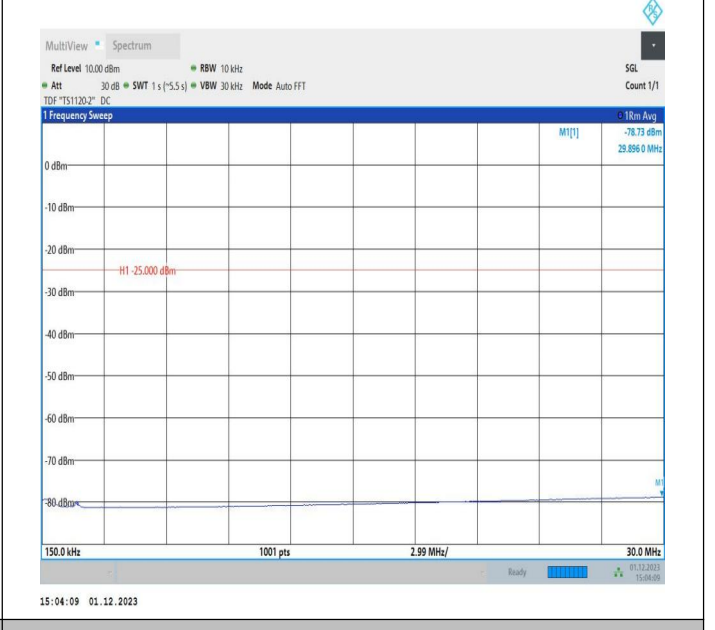 MultiView Spectrum
Ref Level 10.00 dBm RBW 10 kHz SGL
Att 30 dB SWT 1 s (~5.5 s) VBW 30 kHz Mode Auto FFT Count 1/1
TDF "TS1120-2" DC
1 Frequency Sweep 1Rm Avg
M1[1] -78.73 dBm
29.896 0 MHz
0 dBm
-10 dBm
-20 dBm
H1 -25.000 dBm
-30 dBm
-40 dBm
-50 dBm
-60 dBm
-70 dBm
M1
-80 dBm
150.0 kHz 1001 pts 2.99 MHz/ 30.0 MHz
Ready 01.12.2023
15:04:09
15:04:09 01.12.2023